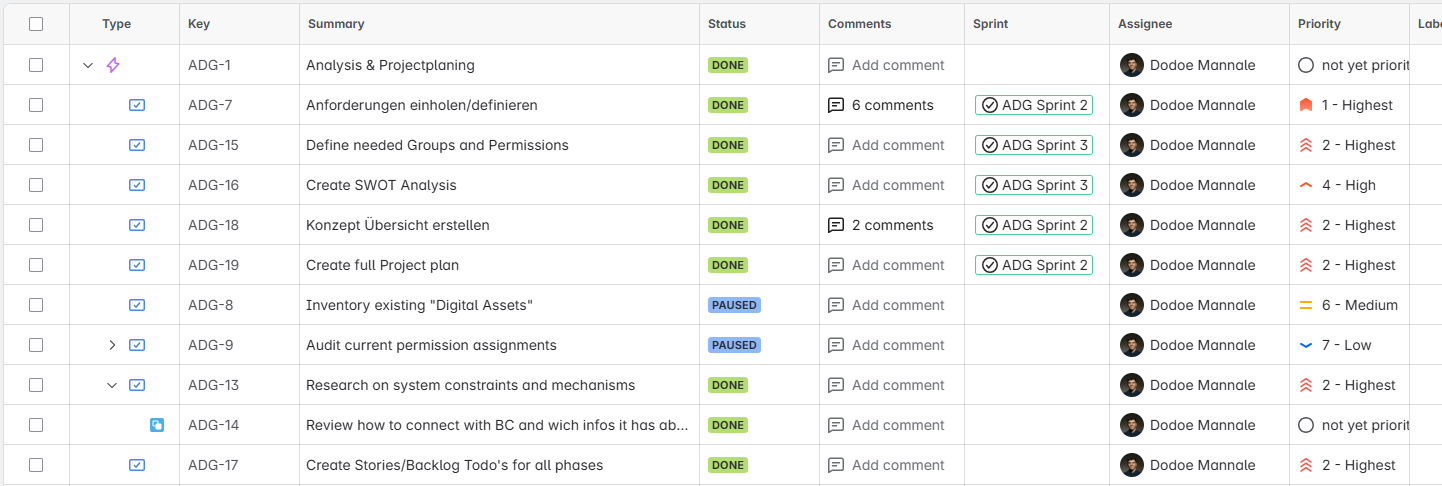 Type Key Summary Status Comments Sprint Assignee Priority Labe
ADG-1 Analysis & Projectplaning DONE Add comment Dodoe Mannale not yet priorit
ADG-7 Anforderungen einholen/definieren DONE 6 comments ADG Sprint 2 Dodoe Mannale 1 - Highest
ADG-15 Define needed Groups and Permissions DONE Add comment ADG Sprint 3 Dodoe Mannale 2 - Highest
ADG-16 Create SWOT Analysis DONE Add comment ADG Sprint 3 Dodoe Mannale 4 - High
ADG-18 Konzept Übersicht erstellen DONE 2 comments ADG Sprint 2 Dodoe Mannale 2 - Highest
ADG-19 Create full Project plan DONE Add comment ADG Sprint 2 Dodoe Mannale 2 - Highest
ADG-8 Inventory existing "Digital Assets" PAUSED Add comment Dodoe Mannale 6 - Medium
ADG-9 Audit current permission assignments PAUSED Add comment Dodoe Mannale 7 - Low
ADG-13 Research on system constraints and mechanisms DONE Add comment Dodoe Mannale 2 - Highest
ADG-14 Review how to connect with BC and wich infos it has ab... DONE Add comment Dodoe Mannale not yet priorit
ADG-17 Create Stories/Backlog Todo's for all phases DONE Add comment Dodoe Mannale 2 - Highest